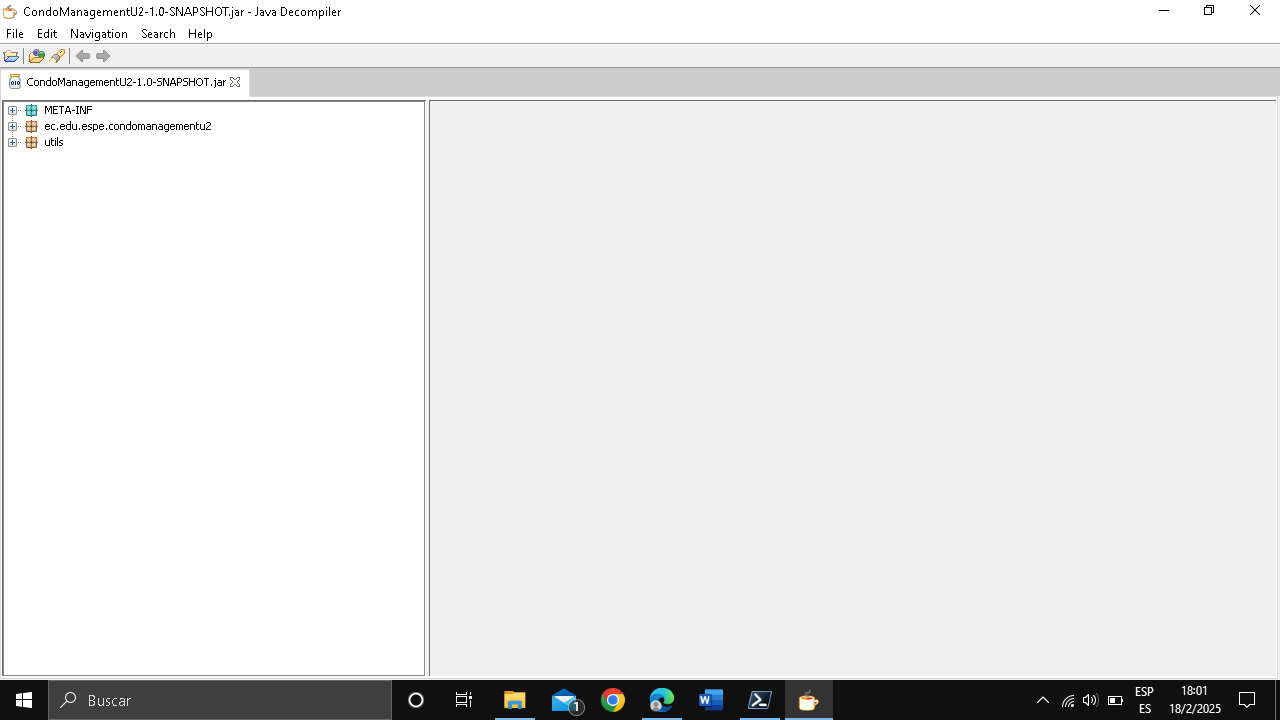 CondoManagementU2-1.0-SNAPSHOT.jar - Java Decompiler
File Edit Navigation Search Help
CondoManagementU2-1.0-SNAPSHOT.jar
META-INF
ec.edu.espe.condomanagementu2
utils
Buscar
1
ESP
ES
18:01
18/2/2025